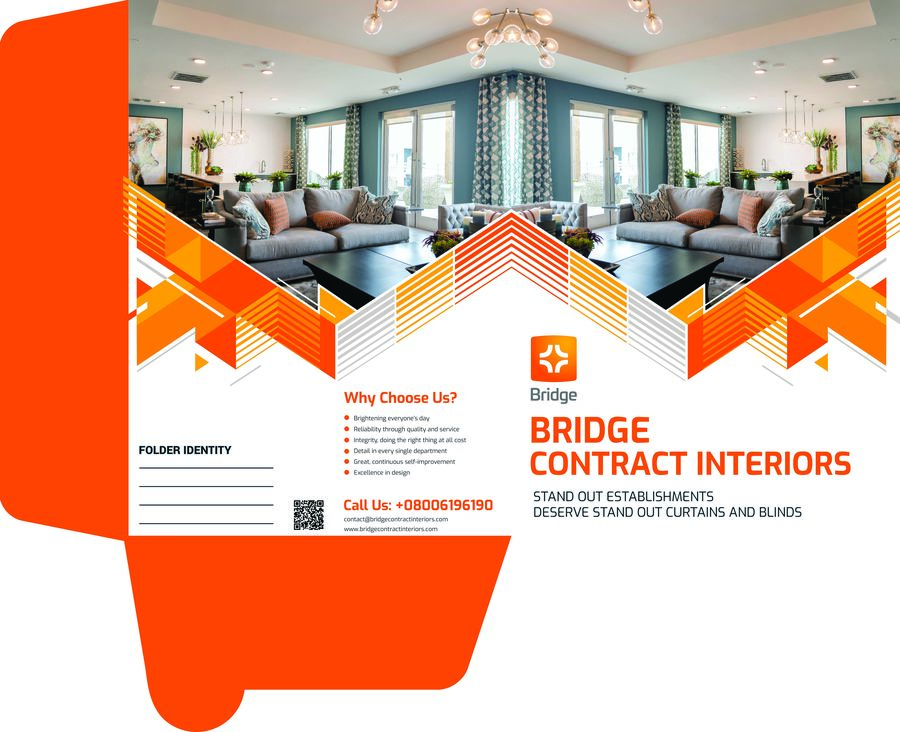 Bridge
BRIDGE
CONTRACT INTERIORS
STAND OUT ESTABLISHMENTS
DESERVE STAND OUT CURTAINS AND BLINDS
Why Choose Us?
Brightening everyone's day
Reliability through quality and service
Integrity, doing the right thing at all cost
Detail in every single department
Great, continuous self-improvement
Excellence in design
FOLDER IDENTITY
Call Us: +08006196190
contact@bridgecontractinteriors.com
www.bridgecontractinteriors.com